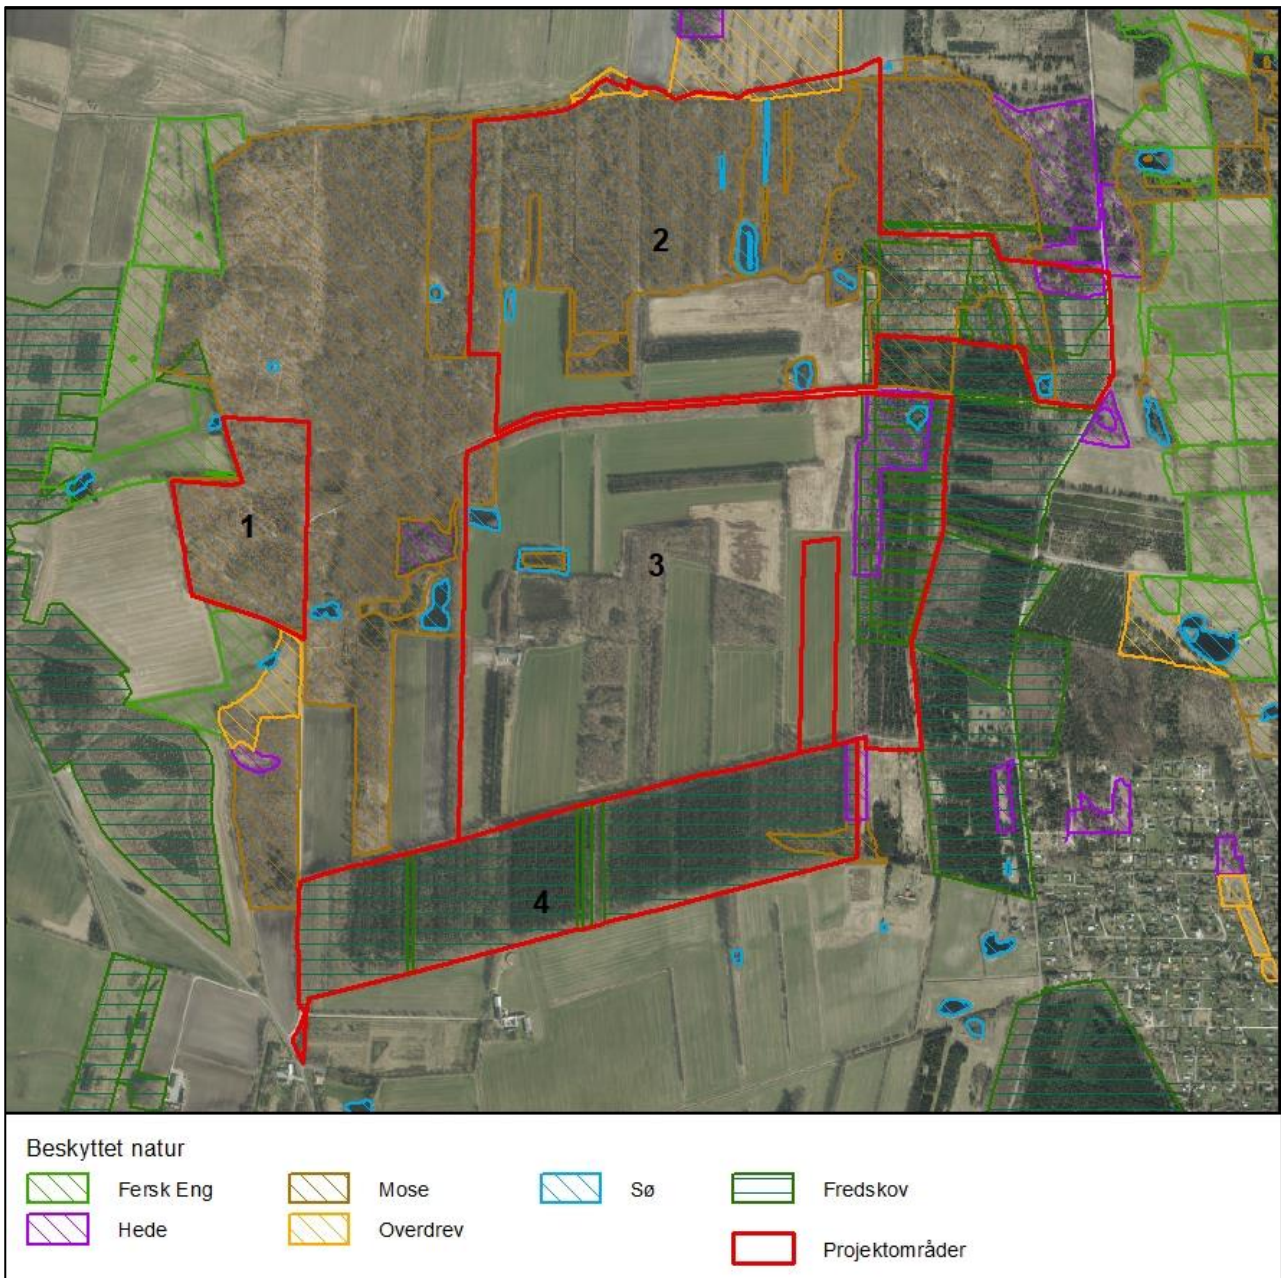 2
1
3
4
Beskyttet natur
Fersk Eng Mose Sø Fredskov
Hede Overdrev
Projektområder